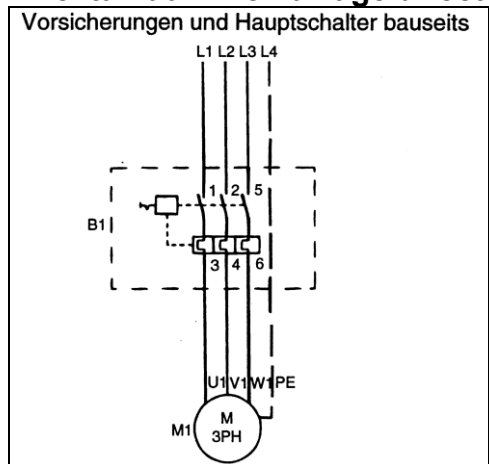 Vorsicherungen und Hauptschalter bauseits
L1 L2 L3 L4
1 2 5
B1
3 4 6
U1 V1 W1 PE
M1
M
3PH